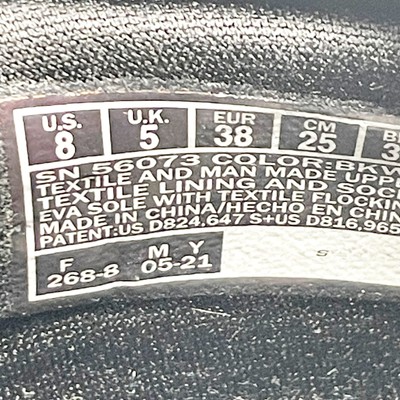 U.S. U.K. EUR CM
8 5 38 25 3
SN 56073 COLOR:BKW
TEXTILE AND MAN MADE UPP
TEXTILE LINING AND SOC
EVA SOLE WITH TEXTILE FLOCKIN
MADE IN CHINA/HECHO EN CHIN
PATENT:US D824,647 S+US D816,965
F M Y
268-8 05-21
S